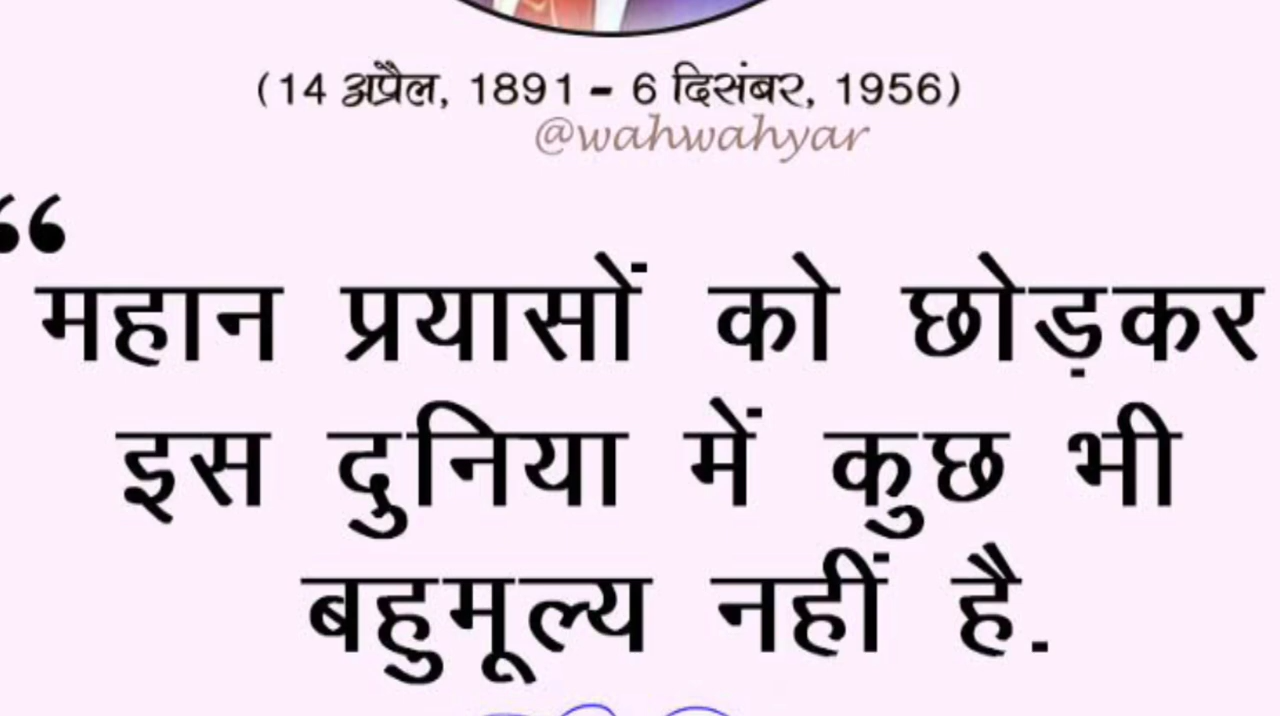 (14 अप्रैल, 1891 - 6 दिसंबर, 1956)
@wahwahyar
“
महान प्रयासों को छोड़कर
इस दुनिया में कुछ भी
बहुमूल्य नहीं है.